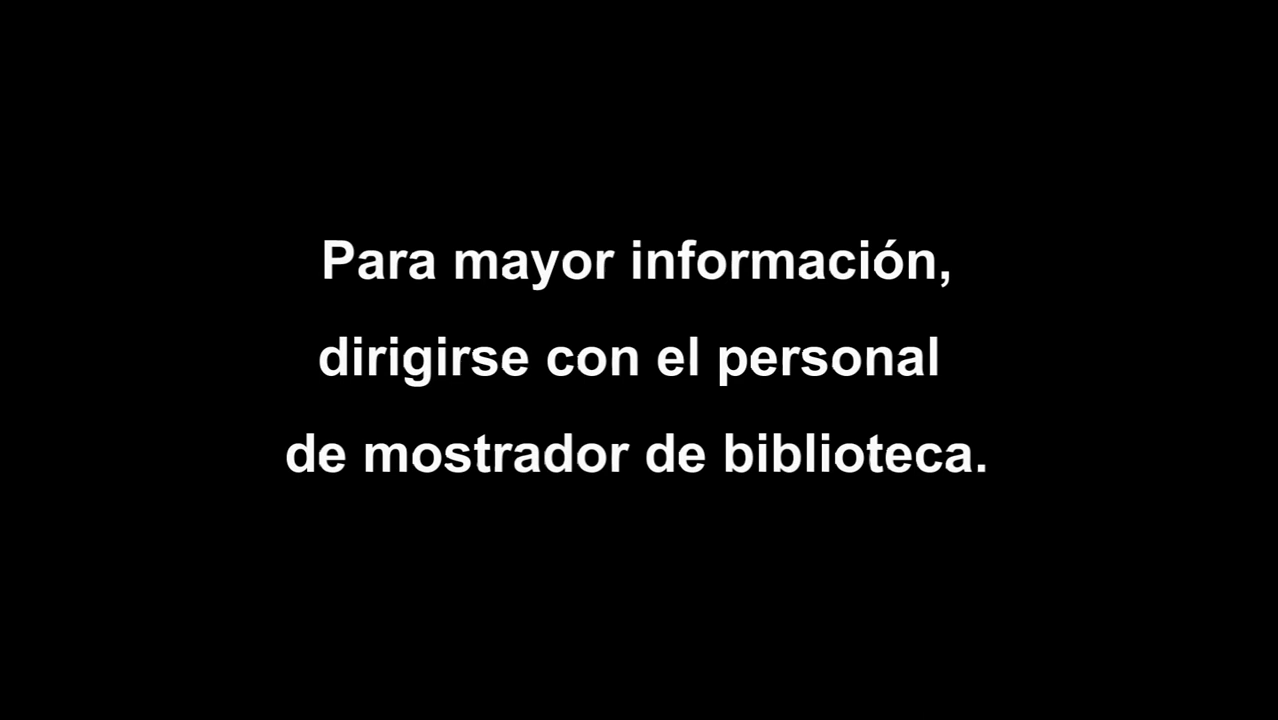 Para mayor información,
dirigirse con el personal
de mostrador de biblioteca.